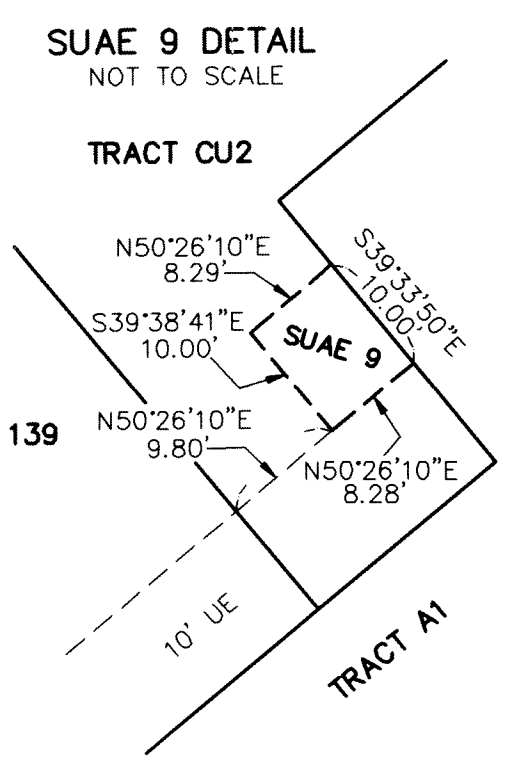 SUAE 9 DETAIL
NOT TO SCALE
TRACT CU2
N50°26'10"E
8.29'
S39°33'50"E
10.00'
S39°38'41"E
10.00'
SUAE 9
139
N50°26'10"E
9.80'
N50°26'10"E
8.28'
10' UE
TRACT A1